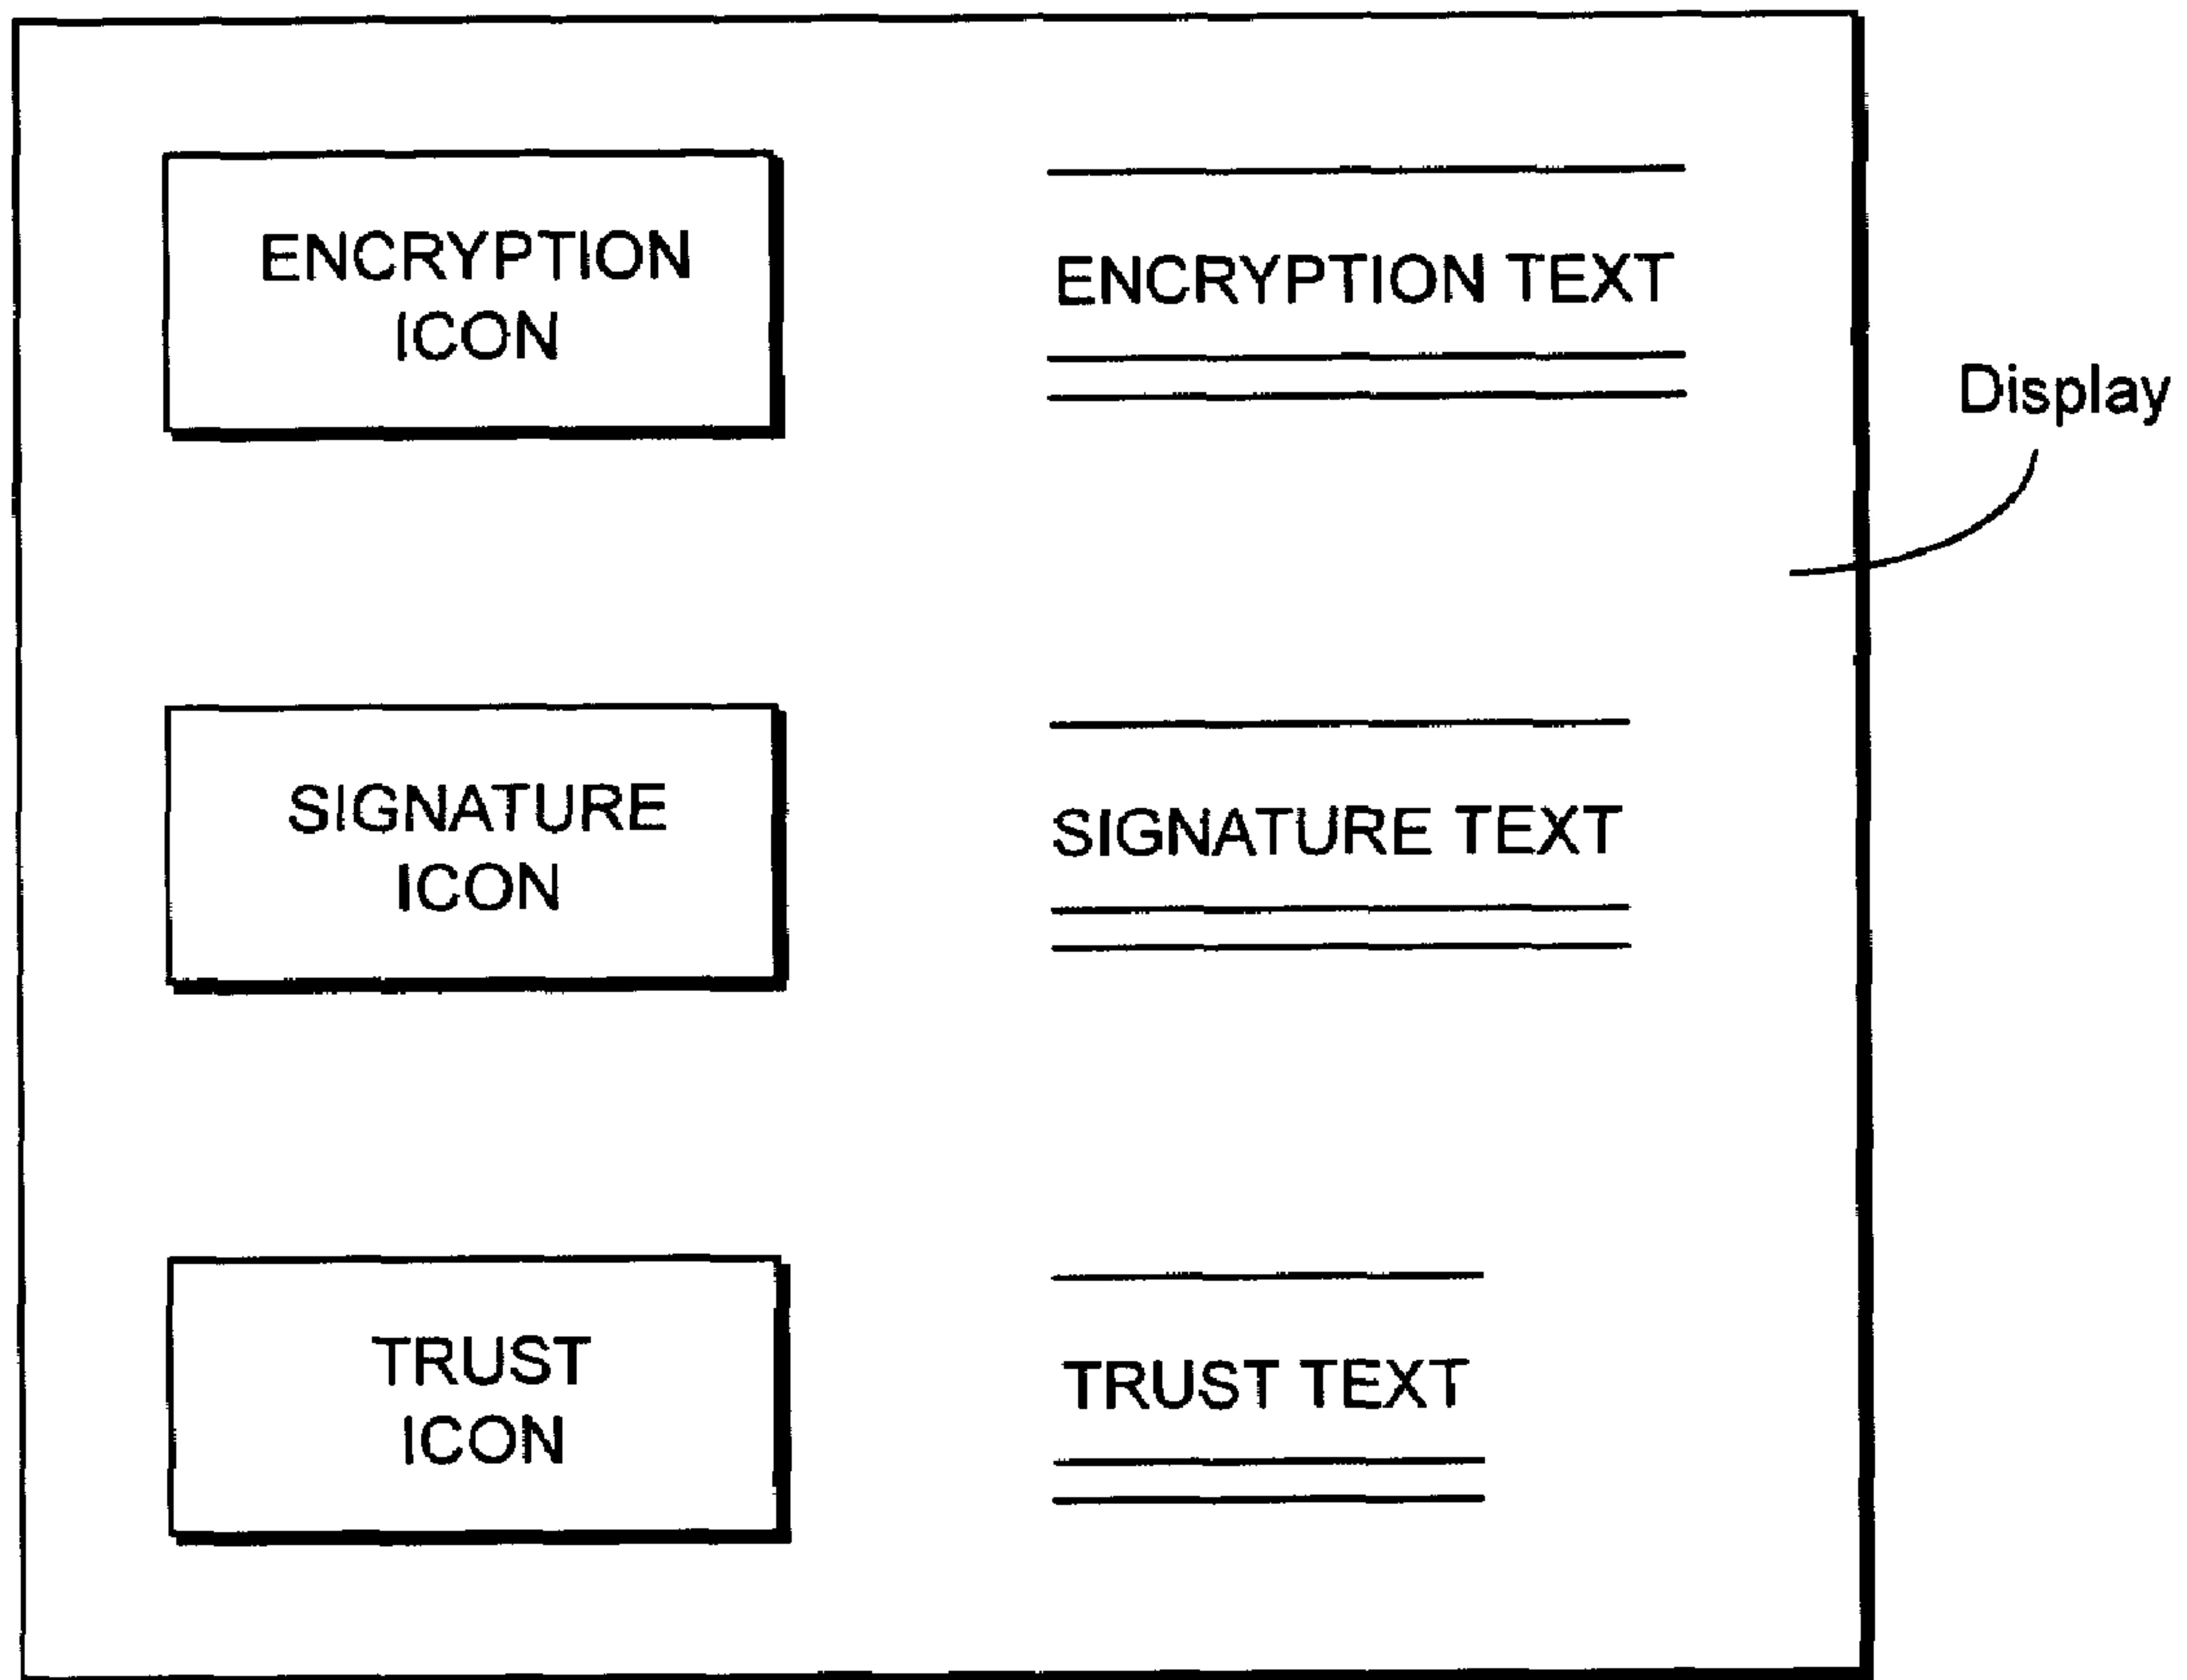 ENCRYPTION
ICON
ENCRYPTION TEXT
Display
SIGNATURE
ICON
SIGNATURE TEXT
TRUST
ICON
TRUST TEXT